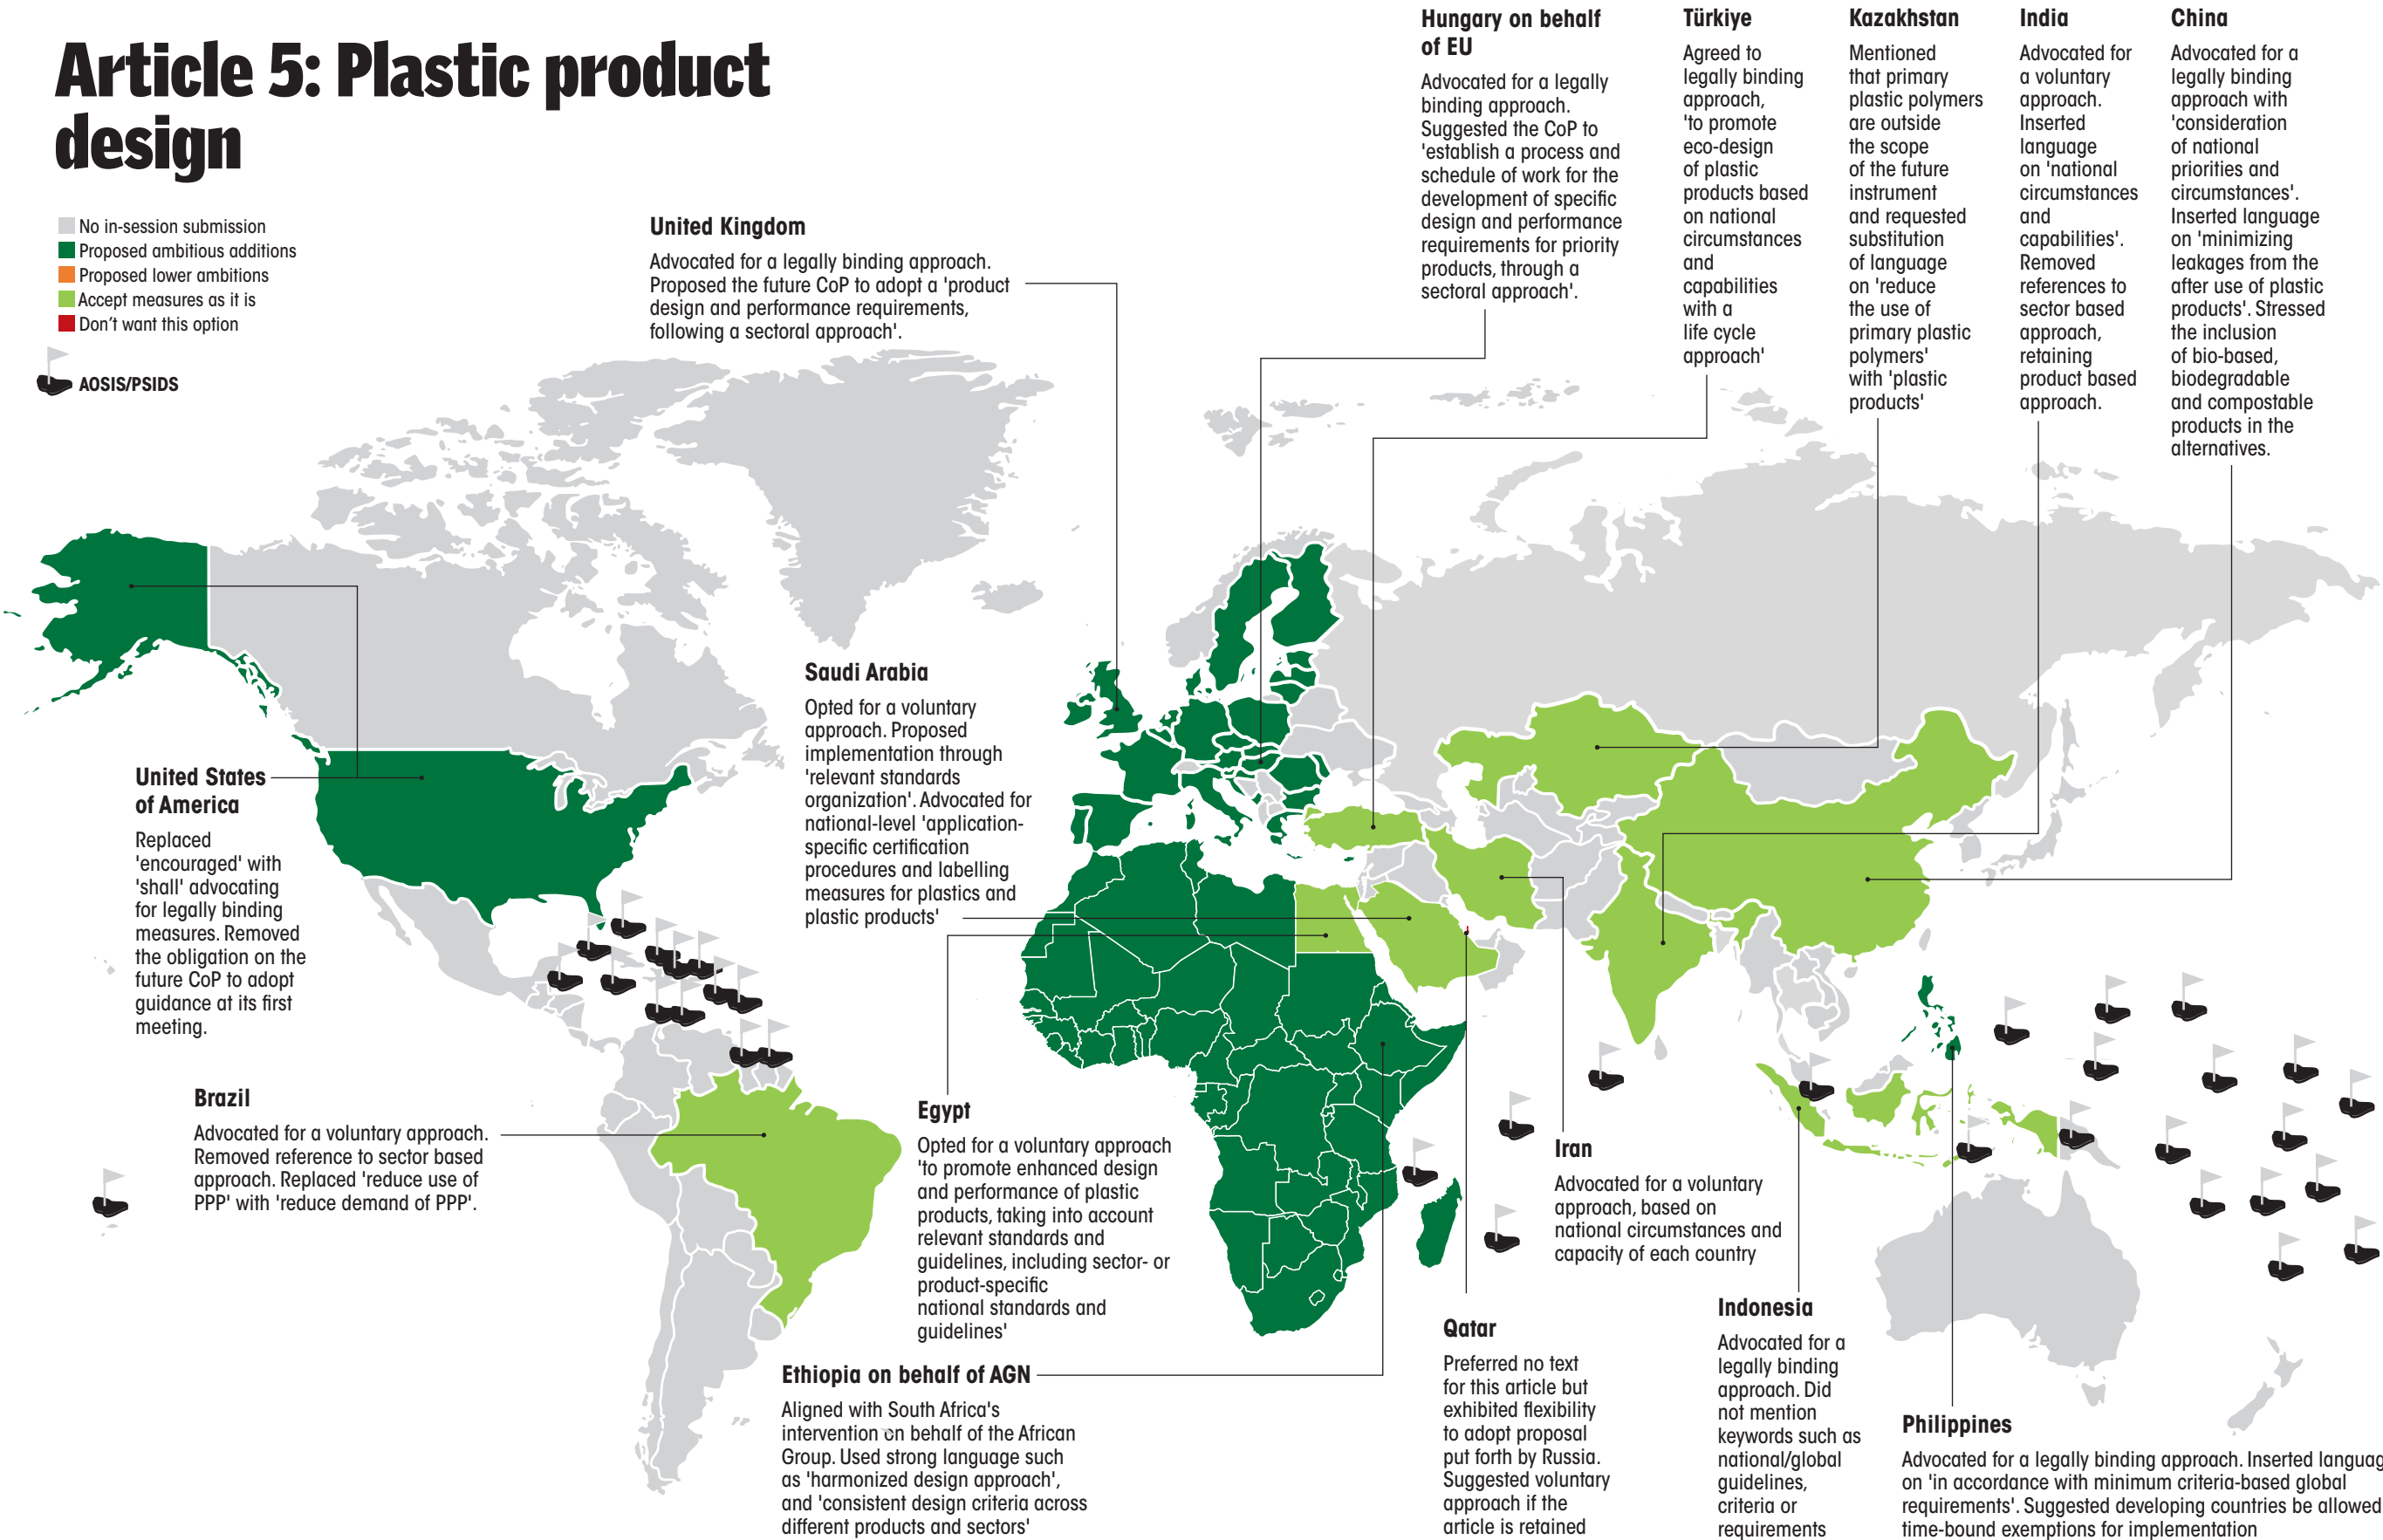 Article 5: Plastic product
design
No in-session submission
Proposed ambitious additions
Proposed lower ambitions
Accept measures as it is
Don't want this option
AOSIS/PSIDS
United Kingdom
Advocated for a legally binding approach.
Proposed the future CoP to adopt a 'product
design and performance requirements,
following a sectoral approach'.
Hungary on behalf
of EU
Advocated for a legally
binding approach.
Suggested the CoP to
'establish a process and
schedule of work for the
development of specific
design and performance
requirements for priority
products, through a
sectoral approach'.
Türkiye
Agreed to
legally binding
approach,
'to promote
eco-design
of plastic
products based
on national
circumstances
and
capabilities
with a
life cycle
approach'
Kazakhstan
Mentioned
that primary
plastic polymers
are outside
the scope
of the future
instrument
and requested
substitution
of language
on 'reduce
the use of
primary plastic
polymers'
with 'plastic
products'
India
Advocated for
a voluntary
approach.
Inserted
language
on 'national
circumstances
and
capabilities'.
Removed
references to
sector based
approach,
retaining
product based
approach.
China
Advocated for a
legally binding
approach with
'consideration
of national
priorities and
circumstances'.
Inserted language
on 'minimizing
leakages from the
after use of plastic
products'. Stressed
the inclusion
of bio-based,
biodegradable
and compostable
products in the
alternatives.
United States
of America
Replaced
'encouraged' with
'shall' advocating
for legally binding
measures. Removed
the obligation on the
future CoP to adopt
guidance at its first
meeting.
Saudi Arabia
Opted for a voluntary
approach. Proposed
implementation through
'relevant standards
organization'. Advocated for
national-level 'application-
specific certification
procedures and labelling
measures for plastics and
plastic products'
Brazil
Advocated for a voluntary approach.
Removed reference to sector based
approach. Replaced 'reduce use of
PPP' with 'reduce demand of PPP'.
Egypt
Opted for a voluntary approach
'to promote enhanced design
and performance of plastic
products, taking into account
relevant standards and
guidelines, including sector- or
product-specific
national standards and
guidelines'
Ethiopia on behalf of AGN
Aligned with South Africa's
intervention on behalf of the African
Group. Used strong language such
as 'harmonized design approach',
and 'consistent design criteria across
different products and sectors'
Iran
Advocated for a voluntary
approach, based on
national circumstances and
capacity of each country
Qatar
Preferred no text
for this article but
exhibited flexibility
to adopt proposal
put forth by Russia.
Suggested voluntary
approach if the
article is retained
Indonesia
Advocated for a
legally binding
approach. Did
not mention
keywords such as
national/global
guidelines,
criteria or
requirements
Philippines
Advocated for a legally binding approach. Inserted languag
on 'in accordance with minimum criteria-based global
requirements'. Suggested developing countries be allowed
time-bound exemptions for implementation